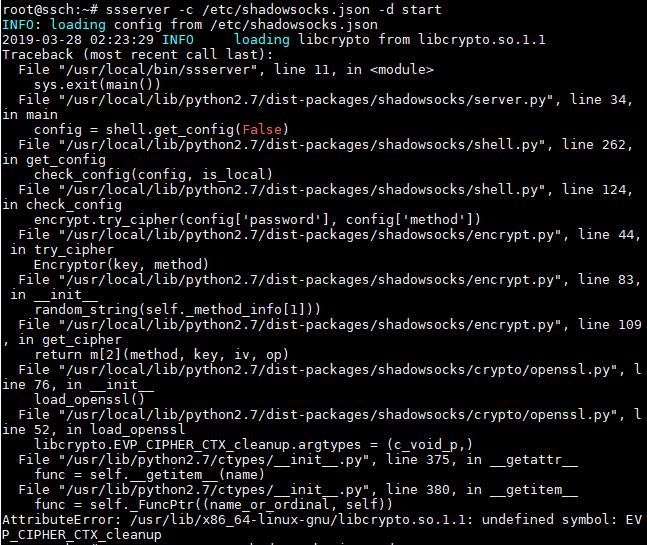 root@ssch:~# ssserver -c /etc/shadowsocks.json -d start
INFO: loading config from /etc/shadowsocks.json
2019-03-28 02:23:29 INFO     loading libcrypto from libcrypto.so.1.1
Traceback (most recent call last):
  File "/usr/local/bin/ssserver", line 11, in <module>
    sys.exit(main())
  File "/usr/local/lib/python2.7/dist-packages/shadowsocks/server.py", line 34,
in main
    config = shell.get_config(False)
  File "/usr/local/lib/python2.7/dist-packages/shadowsocks/shell.py", line 262,
in get_config
    check_config(config, is_local)
  File "/usr/local/lib/python2.7/dist-packages/shadowsocks/shell.py", line 124,
in check_config
    encrypt.try_cipher(config['password'], config['method'])
  File "/usr/local/lib/python2.7/dist-packages/shadowsocks/encrypt.py", line 44,
 in try_cipher
    Encryptor(key, method)
  File "/usr/local/lib/python2.7/dist-packages/shadowsocks/encrypt.py", line 83,
 in __init__
    random_string(self._method_info[1]))
  File "/usr/local/lib/python2.7/dist-packages/shadowsocks/encrypt.py", line 109
, in get_cipher
    return m[2](method, key, iv, op)
  File "/usr/local/lib/python2.7/dist-packages/shadowsocks/crypto/openssl.py", l
ine 76, in __init__
    load_openssl()
  File "/usr/local/lib/python2.7/dist-packages/shadowsocks/crypto/openssl.py", l
ine 52, in load_openssl
    libcrypto.EVP_CIPHER_CTX_cleanup.argtypes = (c_void_p,)
  File "/usr/lib/python2.7/ctypes/__init__.py", line 375, in __getattr__
    func = self.__getitem__(name)
  File "/usr/lib/python2.7/ctypes/__init__.py", line 380, in __getitem__
    func = self._FuncPtr((name_or_ordinal, self))
AttributeError: /usr/lib/x86_64-linux-gnu/libcrypto.so.1.1: undefined symbol: EV
P_CIPHER_CTX_cleanup